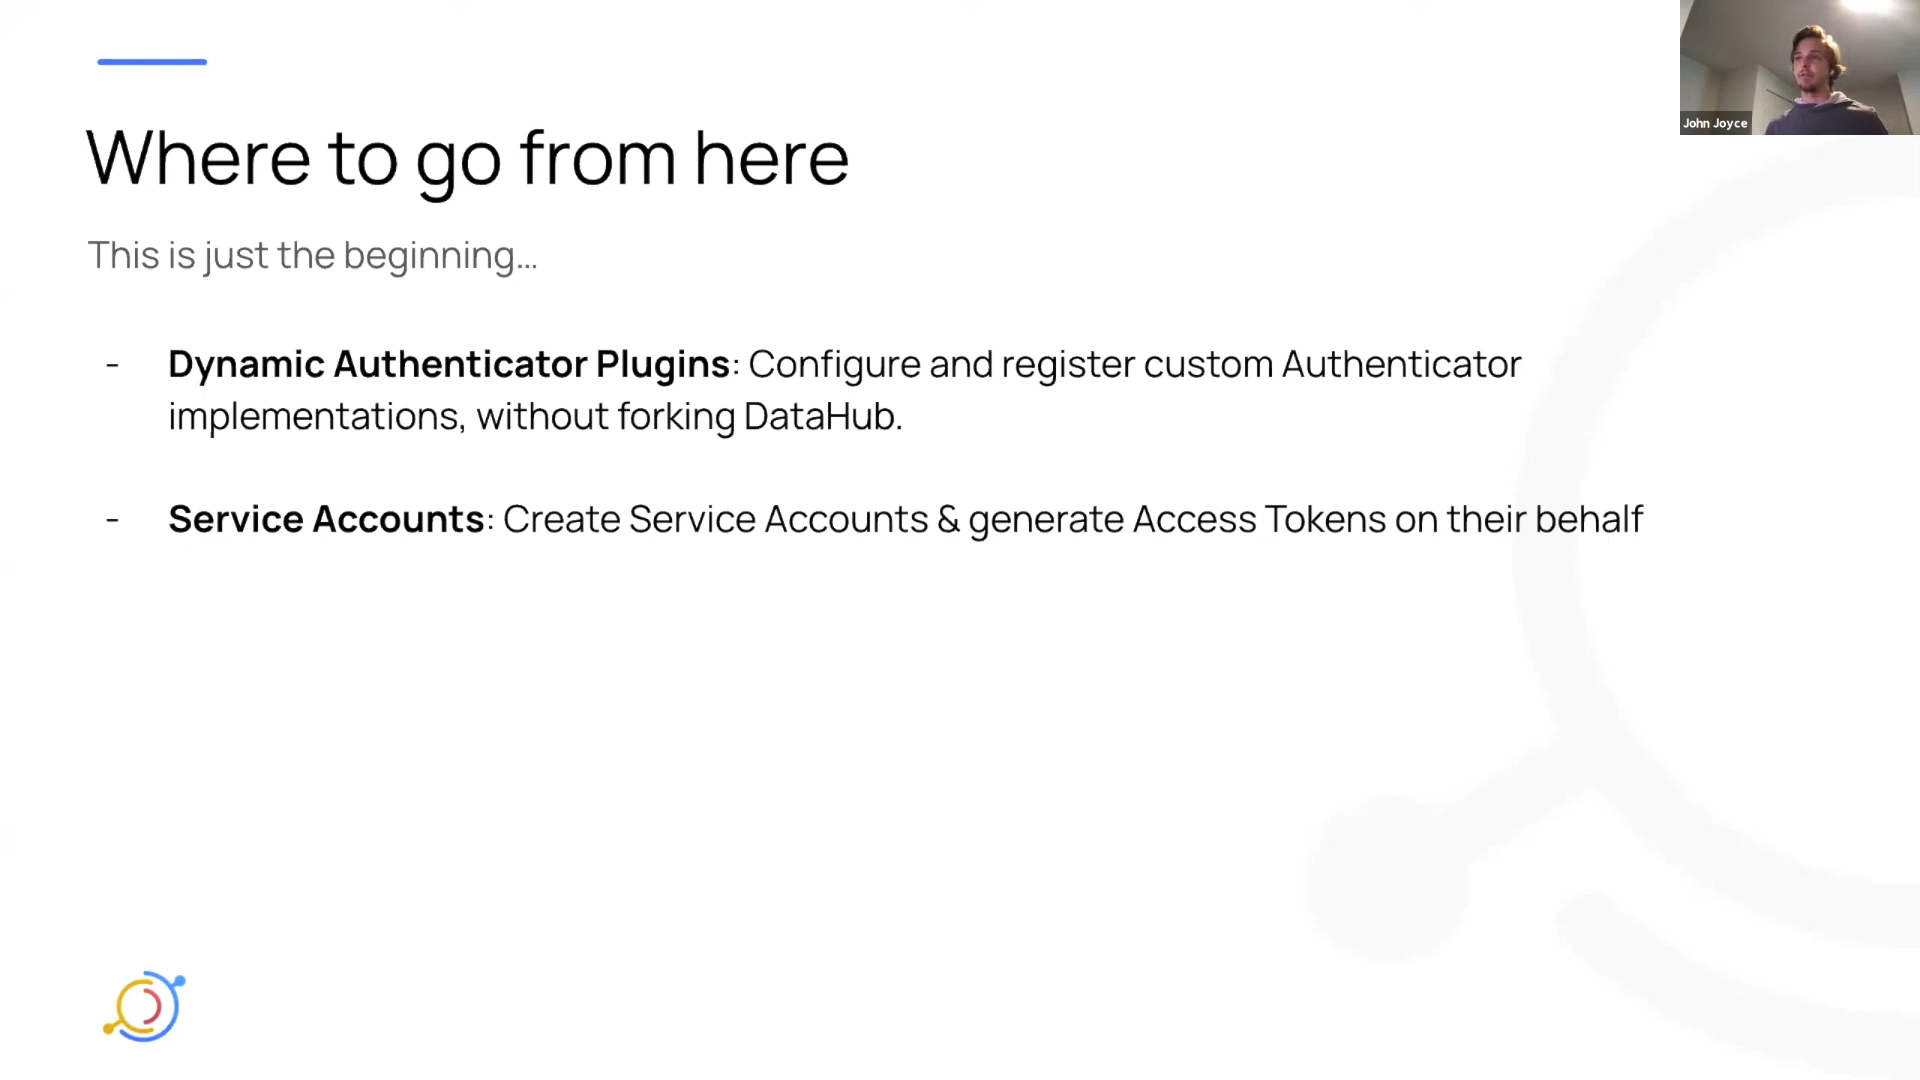 John Joyce
Where to go from here
This is just the beginning...
- Dynamic Authenticator Plugins: Configure and register custom Authenticator
implementations, without forking DataHub.
- Service Accounts: Create Service Accounts & generate Access Tokens on their behalf